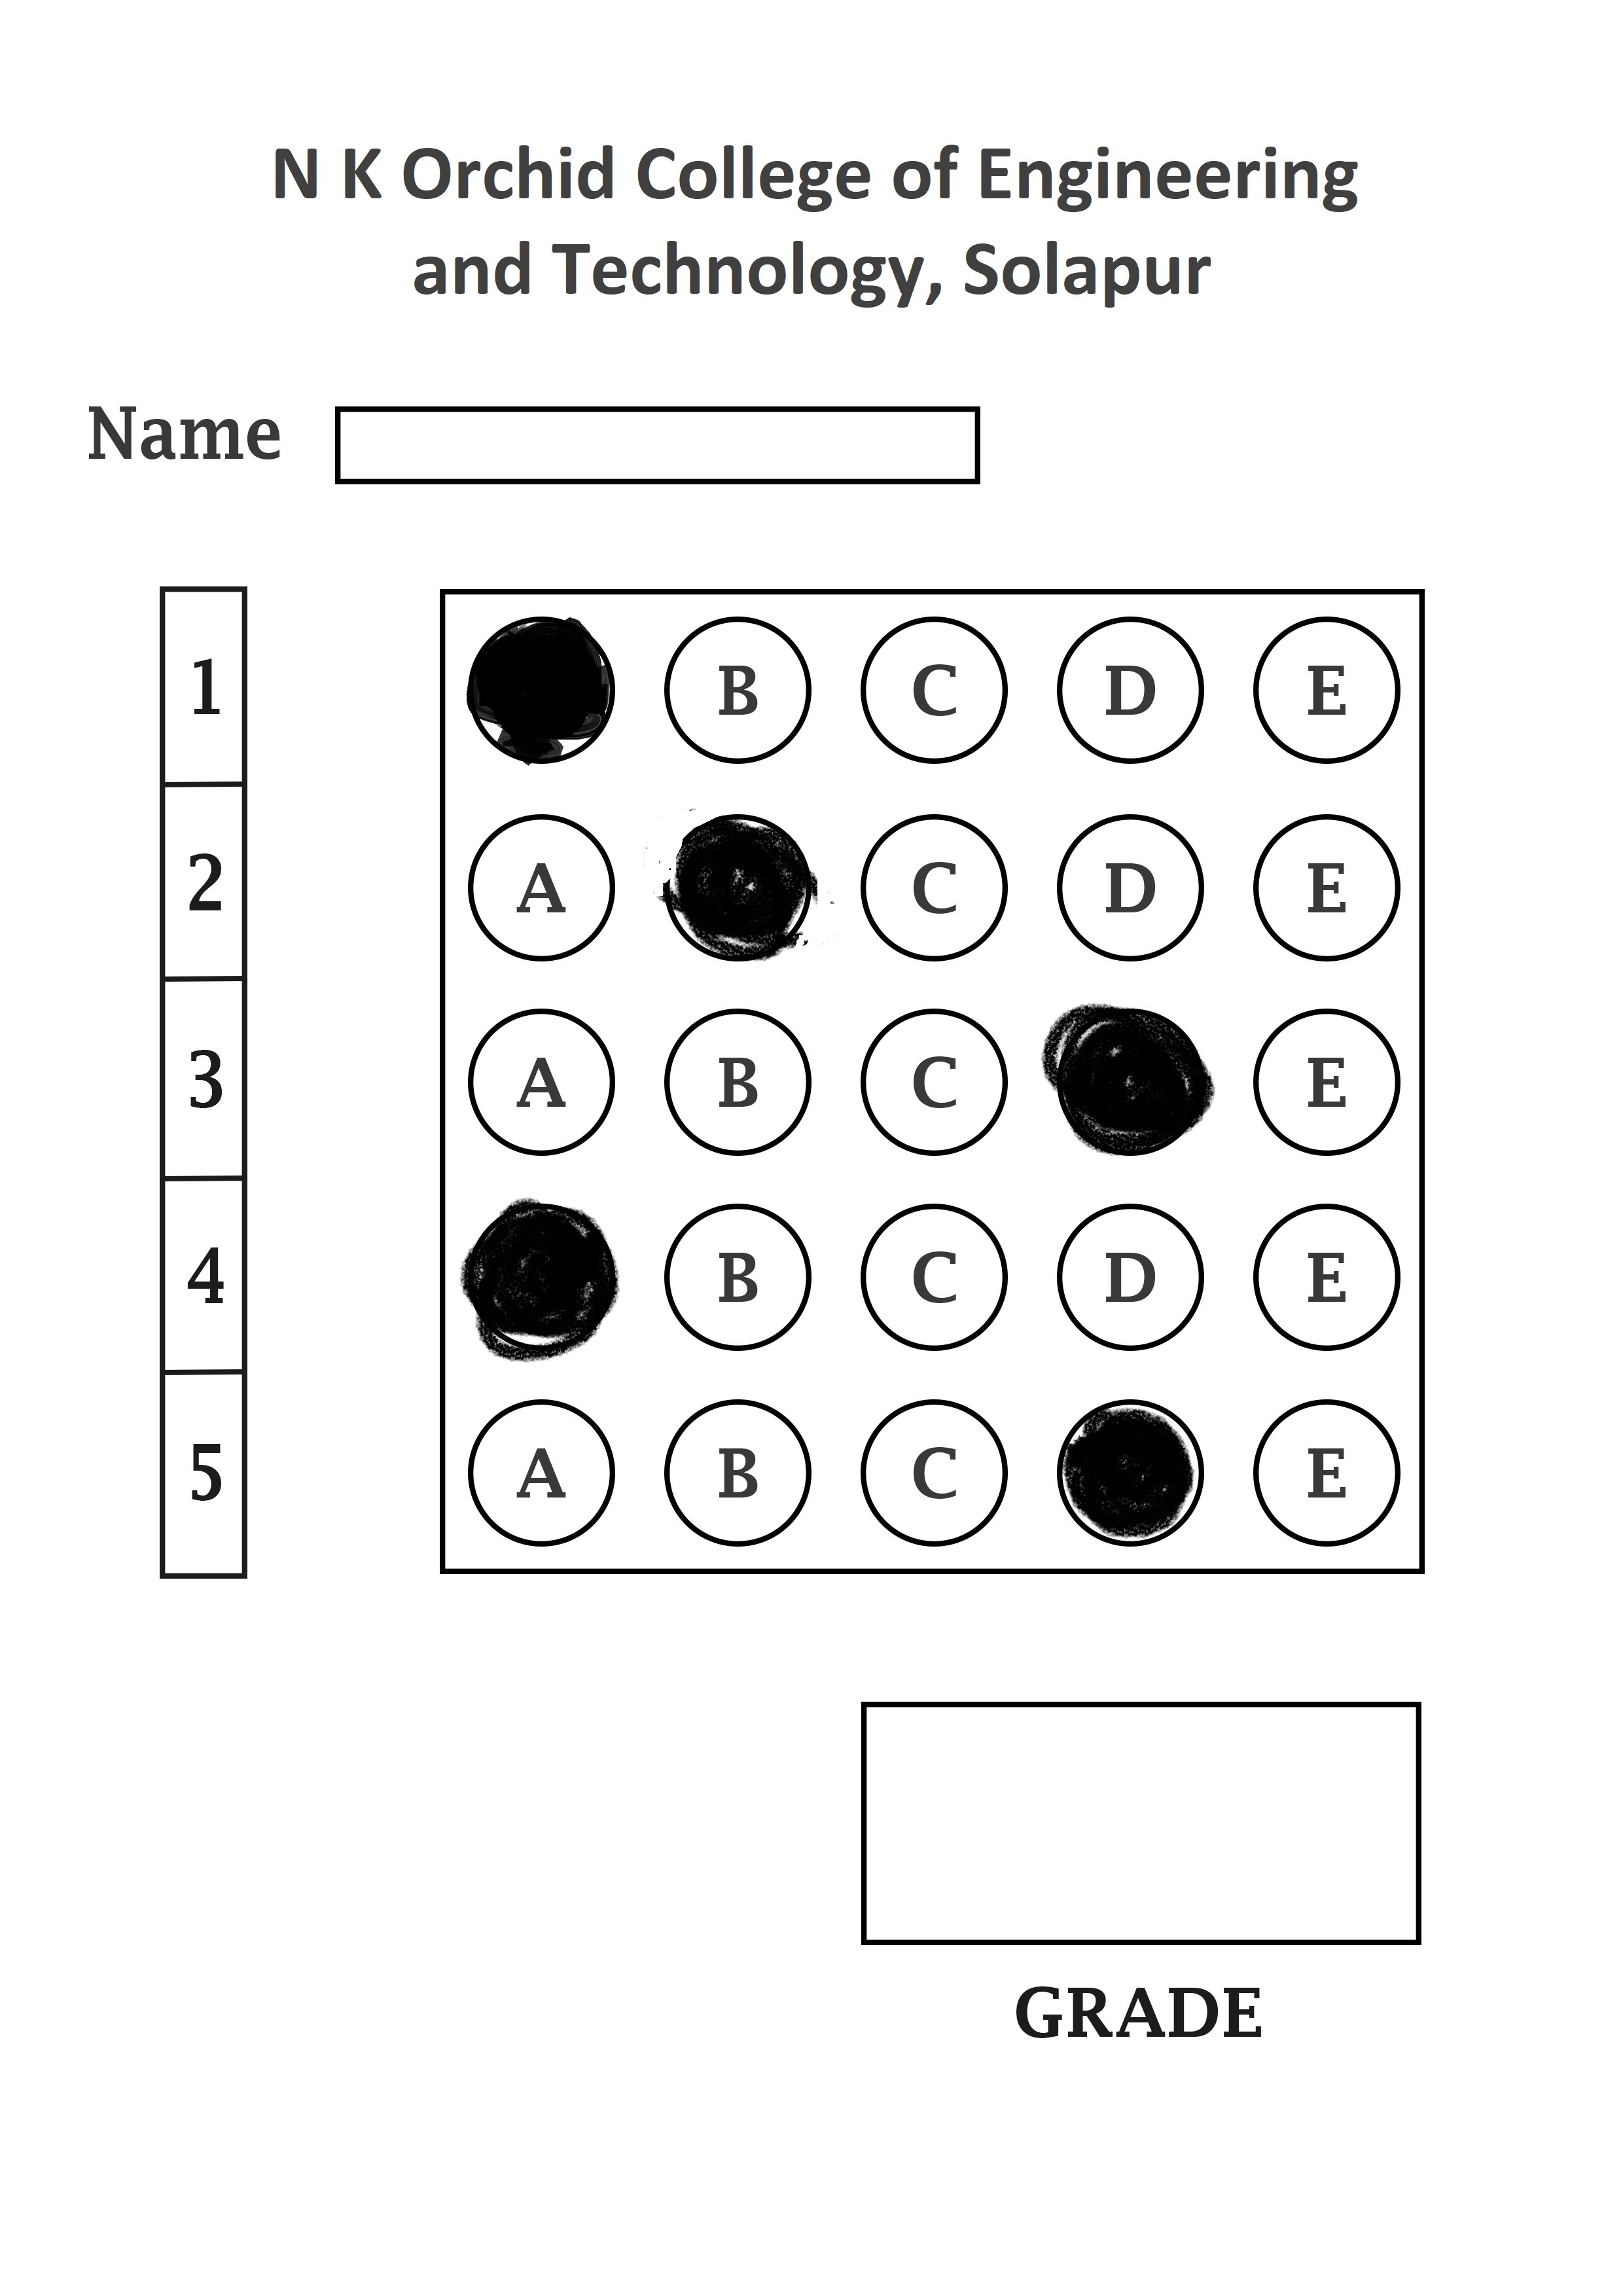 N K Orchid College of Engineering
and Technology, Solapur
Name
1 B C D E
2 A C D E
3 A B C E
4 B C D E
5 A B C E
GRADE